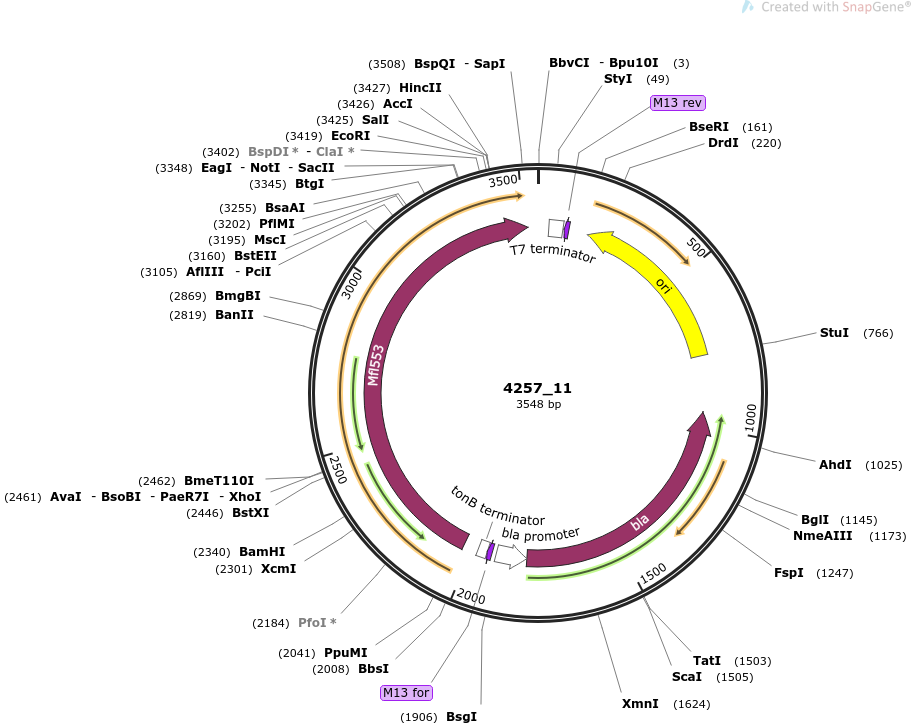 Created with SnapGene®
(3508) BspQI - SapI
(3427) HincII
(3426) AccI
(3425) SalI
(3419) EcoRI
(3402) BspDI * - ClaI *
(3348) EagI - NotI - SacII
(3345) BtgI
(3255) BsaAI
(3202) PflMI
(3195) MscI
(3160) BstEII
(3105) AflIII - PciI
(2869) BmgBI
(2819) BanII
(2462) BmeT110I
(2461) AvaI - BsoBI - PaeR7I - XhoI
(2446) BstXI
(2340) BamHI
(2301) XcmI
(2184) PfoI *
(2041) PpuMI
(2008) BbsI
M13 for
(1906) BsgI
BbvCI - Bpu10I (3)
StyI (49)
M13 rev
BseRI (161)
DrdI (220)
StuI (766)
AhdI (1025)
BglI (1145)
NmeAIII (1173)
FspI (1247)
TatI (1503)
ScaI (1505)
XmnI (1624)
500
1000
1500
2000
2500
3000
3500
T7 terminator
ori
Mfl553
4257_11
3548 bp
tonB terminator
bla promoter
bla